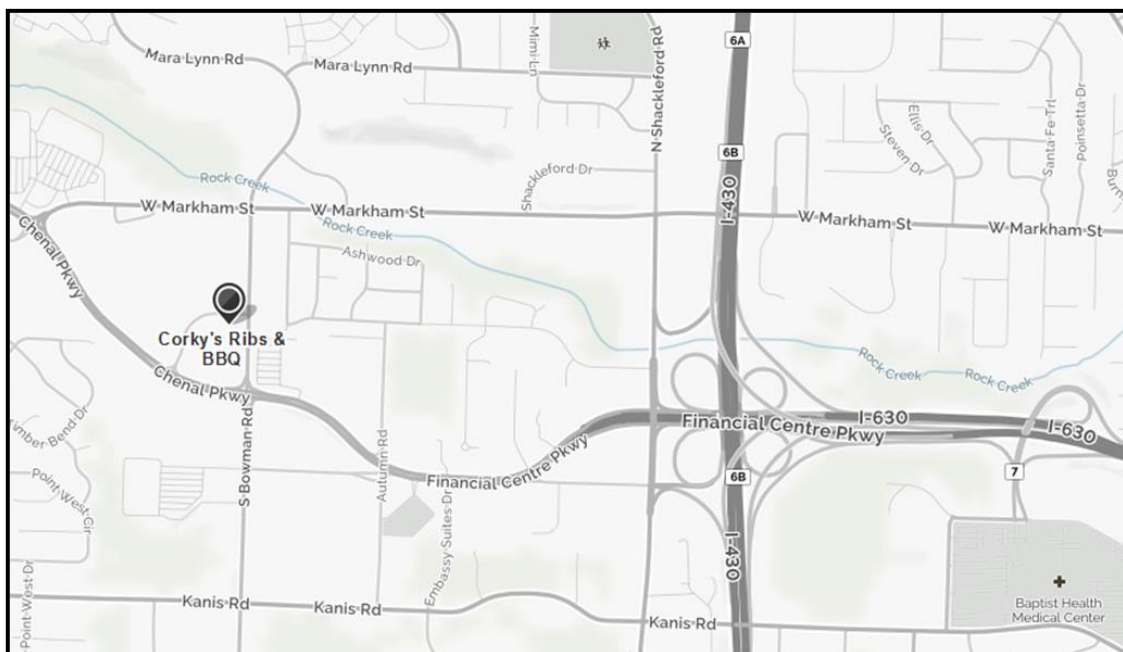 6A
Mara Lynn Rd
Mara Lynn Rd
Mimi Ln
N Shackleford Rd
Ellis Dr
Steven Dr
Santa Fe Trl
Poinsetta Dr
6B
Shackleford Dr
Rock Creek
I-430
Burn
W Markham St
W Markham St
W Markham St
W Markham St
Rock Creek
Chenal Pkwy
Ashwood Dr
Corky's Ribs &
BBQ
Rock Creek
Rock Creek
Chenal Pkwy
I-630
I-630
Financial Centre Pkwy
mber Bend Dr
S Bowman Rd
Autumn Rd
Financial Centre Pkwy
Point West Cir
6B
7
Embassy Suites Dr
I-430
Point West Dr
Kanis Rd
Kanis Rd
Kanis Rd
Baptist Health
Medical Center